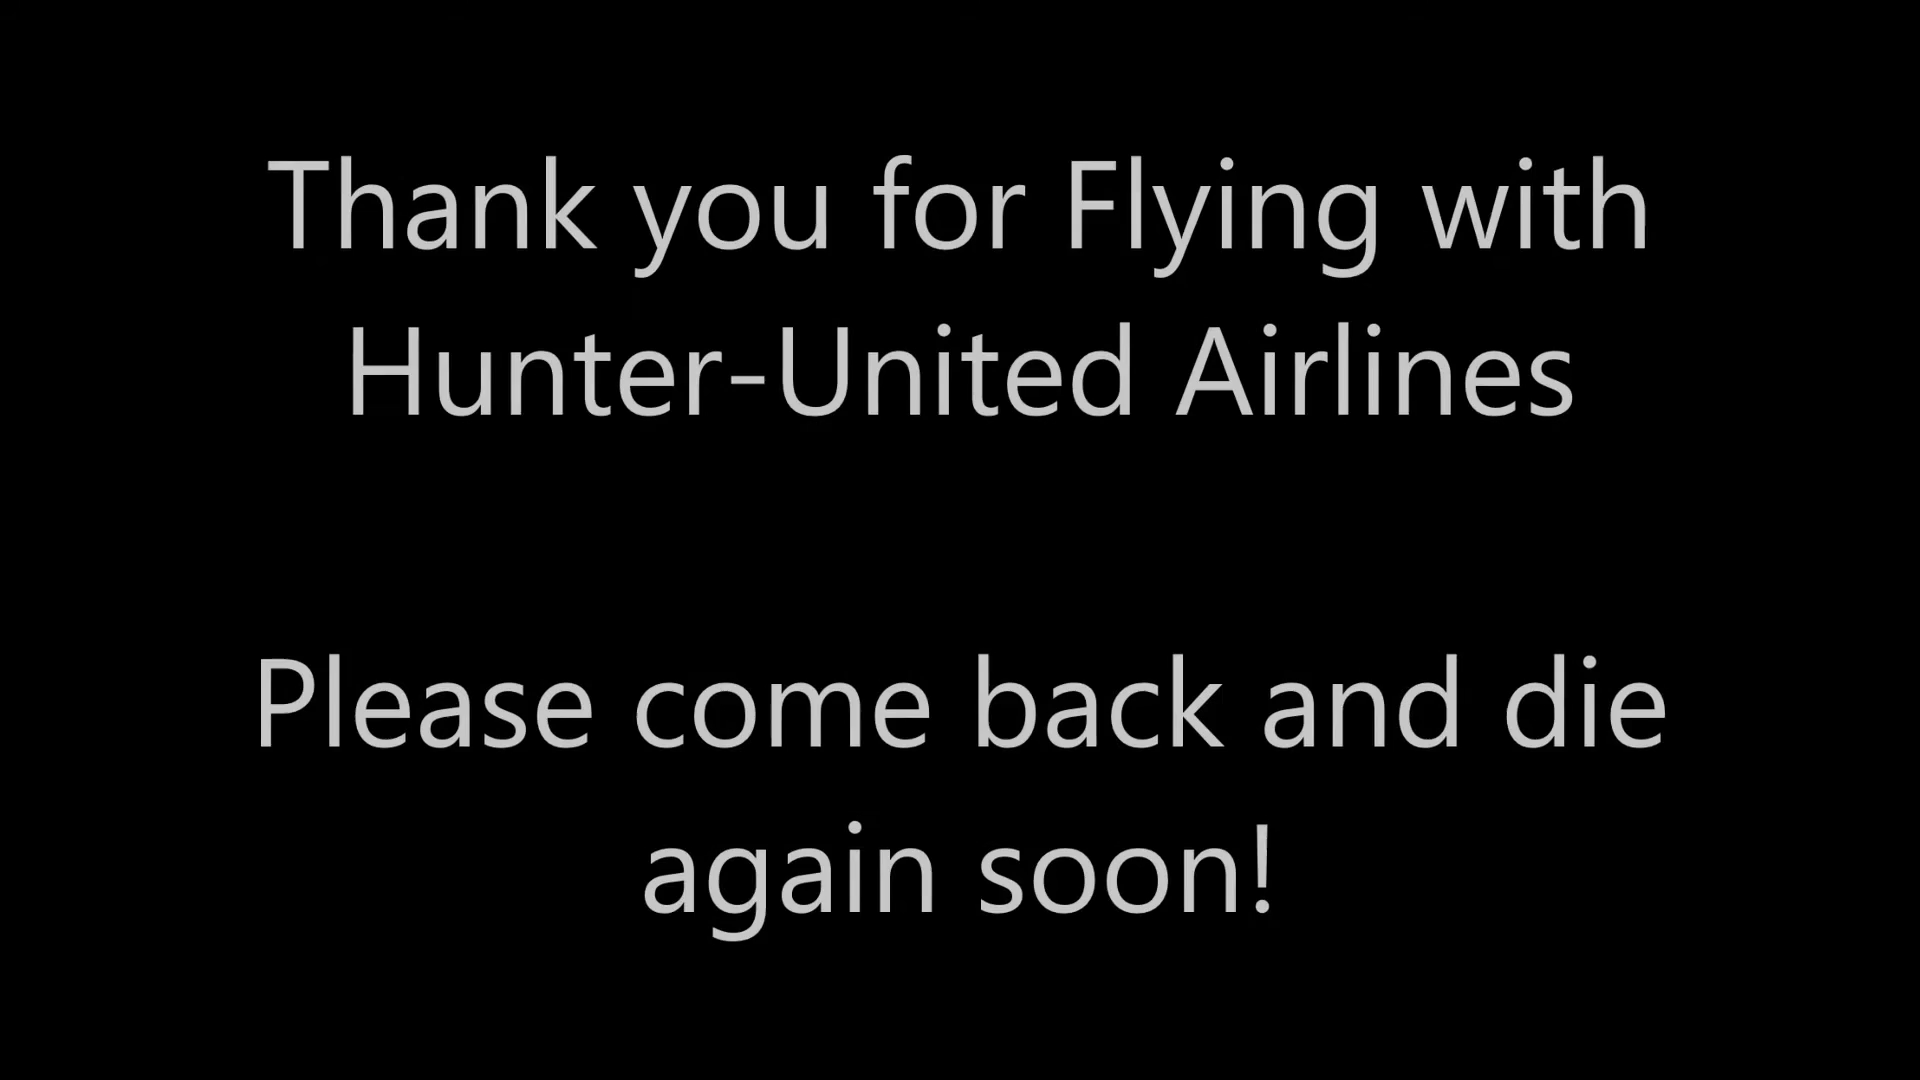 Thank you for Flying with
Hunter-United Airlines
Please come back and die
again soon!